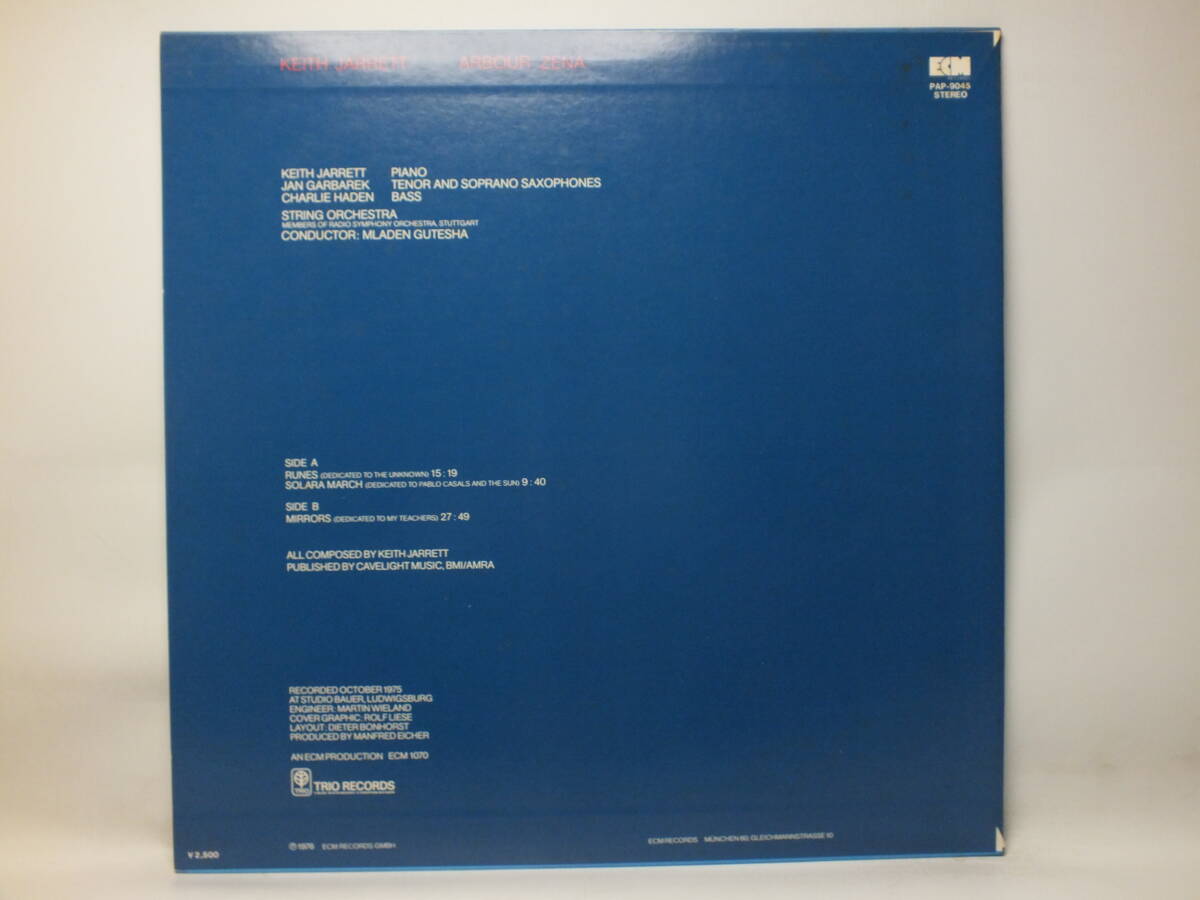 KEITH JARRETT ARBOUR ZENA
ECM
PAP-9045
STEREO
KEITH JARRETT PIANO
JAN GARBAREK TENOR AND SOPRANO SAXOPHONES
CHARLIE HADEN BASS
STRING ORCHESTRA
MEMBERS OF RADIO SYMPHONY ORCHESTRA, STUTTGART
CONDUCTOR: MLADEN GUTESHA
SIDE A
RUNES (DEDICATED TO THE UNKNOWN) 15:19
SOLARA MARCH (DEDICATED TO PABLO CASALS AND THE SUN) 9:40
SIDE B
MIRRORS (DEDICATED TO MY TEACHERS) 27:49
ALL COMPOSED BY KEITH JARRETT
PUBLISHED BY CAVELIGHT MUSIC, BMI/AMRA
RECORDED OCTOBER 1975
AT STUDIO BAUER, LUDWIGSBURG
ENGINEER: MARTIN WIELAND
COVER GRAPHIC: ROLF LIESE
LAYOUT: DIETER BONHORST
PRODUCED BY MANFRED EICHER
AN ECM PRODUCTION ECM 1070
TRIO
TRIO RECORDS
℗ 1976 ECM RECORDS GMBH
ECM RECORDS MÜNCHEN 60, GLEICHMANNSTRASSE 10
¥2,500